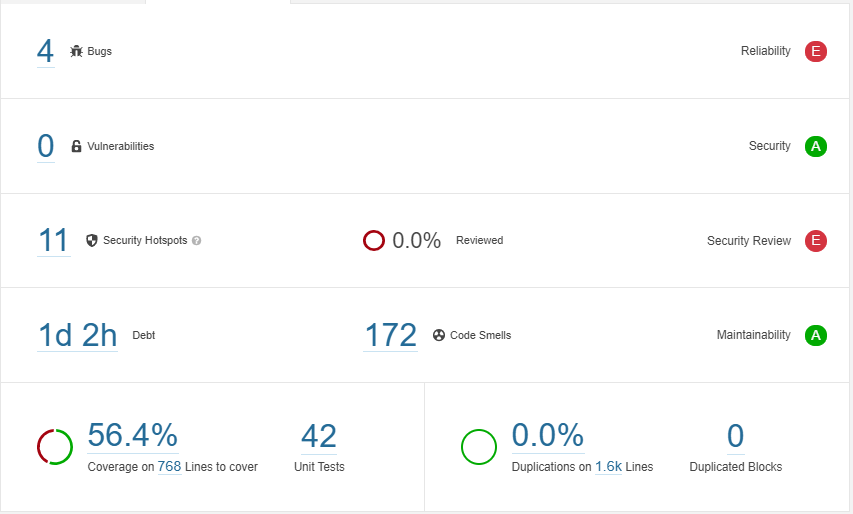 4 Bugs Reliability E
0 Vulnerabilities Security A
11 Security Hotspots ? 0.0% Reviewed Security Review E
1d 2h Debt 172 Code Smells Maintainability A
56.4% 42 0.0% 0
Coverage on 768 Lines to cover Unit Tests Duplications on 1.6k Lines Duplicated Blocks